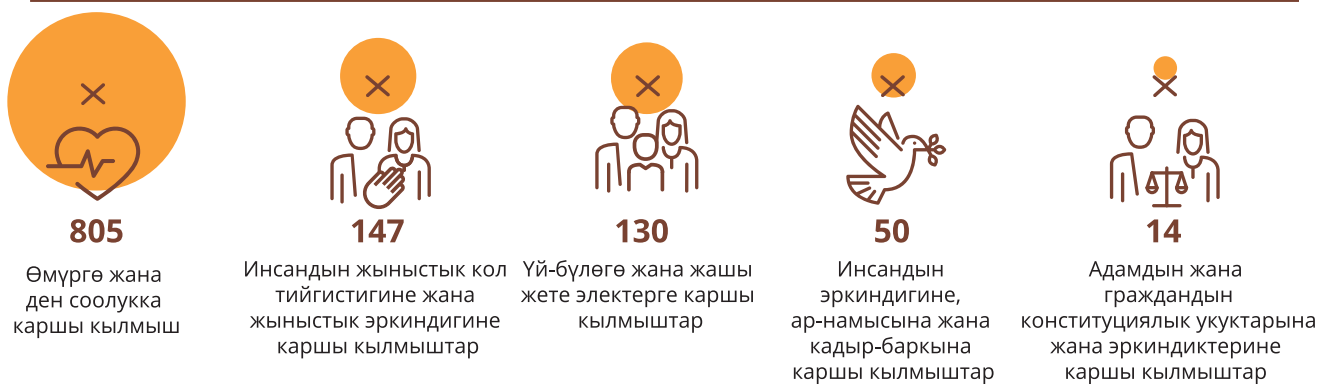 805
Өмүргө жана
ден соолукка
каршы кылмыш
147
Инсандын жыныстык кол
тийгистигине жана
жыныстык эркиндигине
каршы кылмыштар
130
Үй-бүлөгө жана жашы
жете электерге каршы
кылмыштар
50
Инсандын
эркиндигине,
ар-намысына жана
кадыр-баркына
каршы кылмыштар
14
Адамдын жана
граждандын
конституциялык укуктарына
жана эркиндиктерине
каршы кылмыштар